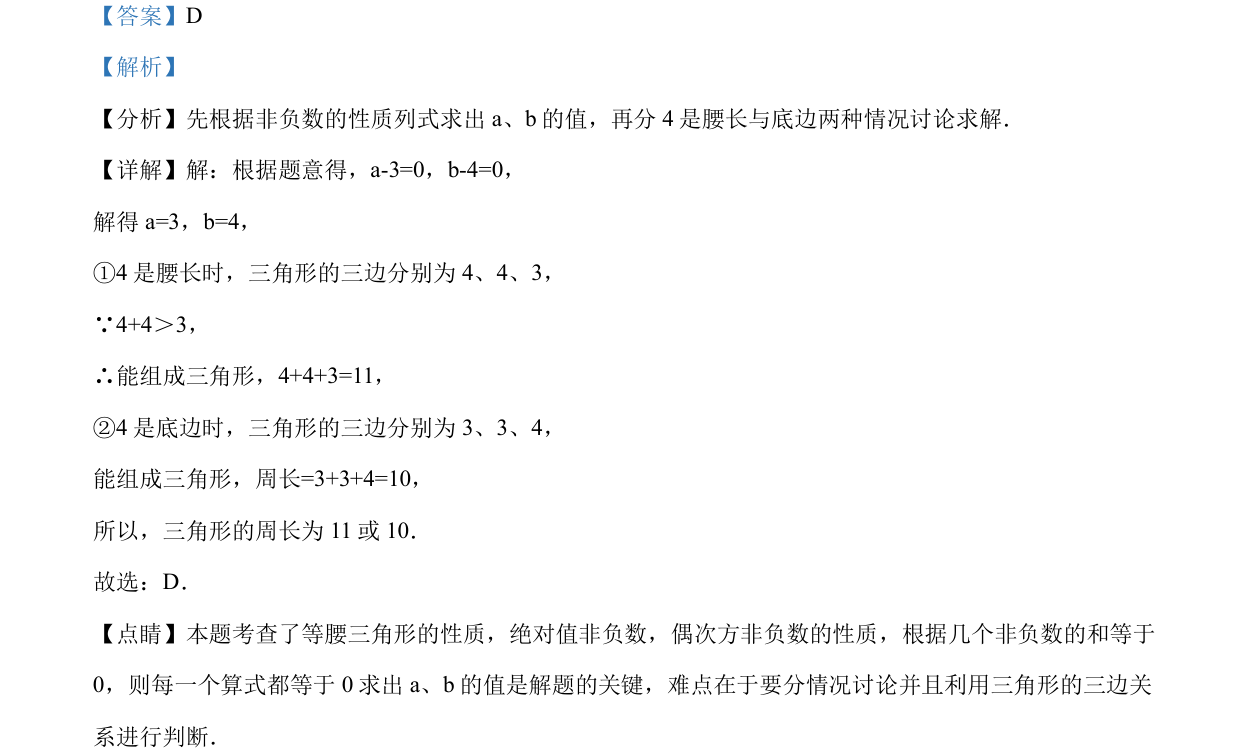 【答案】D
【解析】
【分析】先根据非负数的性质列式求出 a、b 的值，再分 4 是腰长与底边两种情况讨论求解．
【详解】解：根据题意得，a-3=0，b-4=0，
解得 a=3，b=4，
①4 是腰长时，三角形的三边分别为 4、4、3，
∵4+4＞3，
∴能组成三角形，4+4+3=11，
②4 是底边时，三角形的三边分别为 3、3、4，
能组成三角形，周长=3+3+4=10，
所以，三角形的周长为 11 或 10．
故选：D．
【点睛】本题考查了等腰三角形的性质，绝对值非负数，偶次方非负数的性质，根据几个非负数的和等于
0，则每一个算式都等于 0 求出 a、b 的值是解题的关键，难点在于要分情况讨论并且利用三角形的三边关
系进行判断．